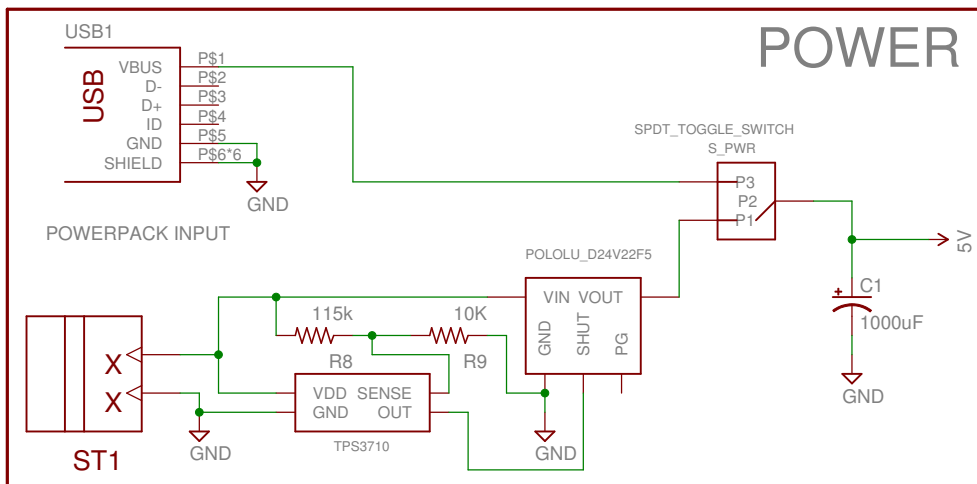 USB1
POWER
USB
VBUS P$1
D- P$2
D+ P$3
ID P$4
GND P$5
SHIELD P$6*6
GND
SPDT_TOGGLE_SWITCH
S_PWR
P3
P2
P1
5V
POWERPACK INPUT
POLOLU_D24V22F5
VIN VOUT
GND
SHUT
PG
C1
+
1000uF
GND
115k
10K
R8
R9
X
X
ST1
VDD SENSE
GND OUT
TPS3710
GND
GND